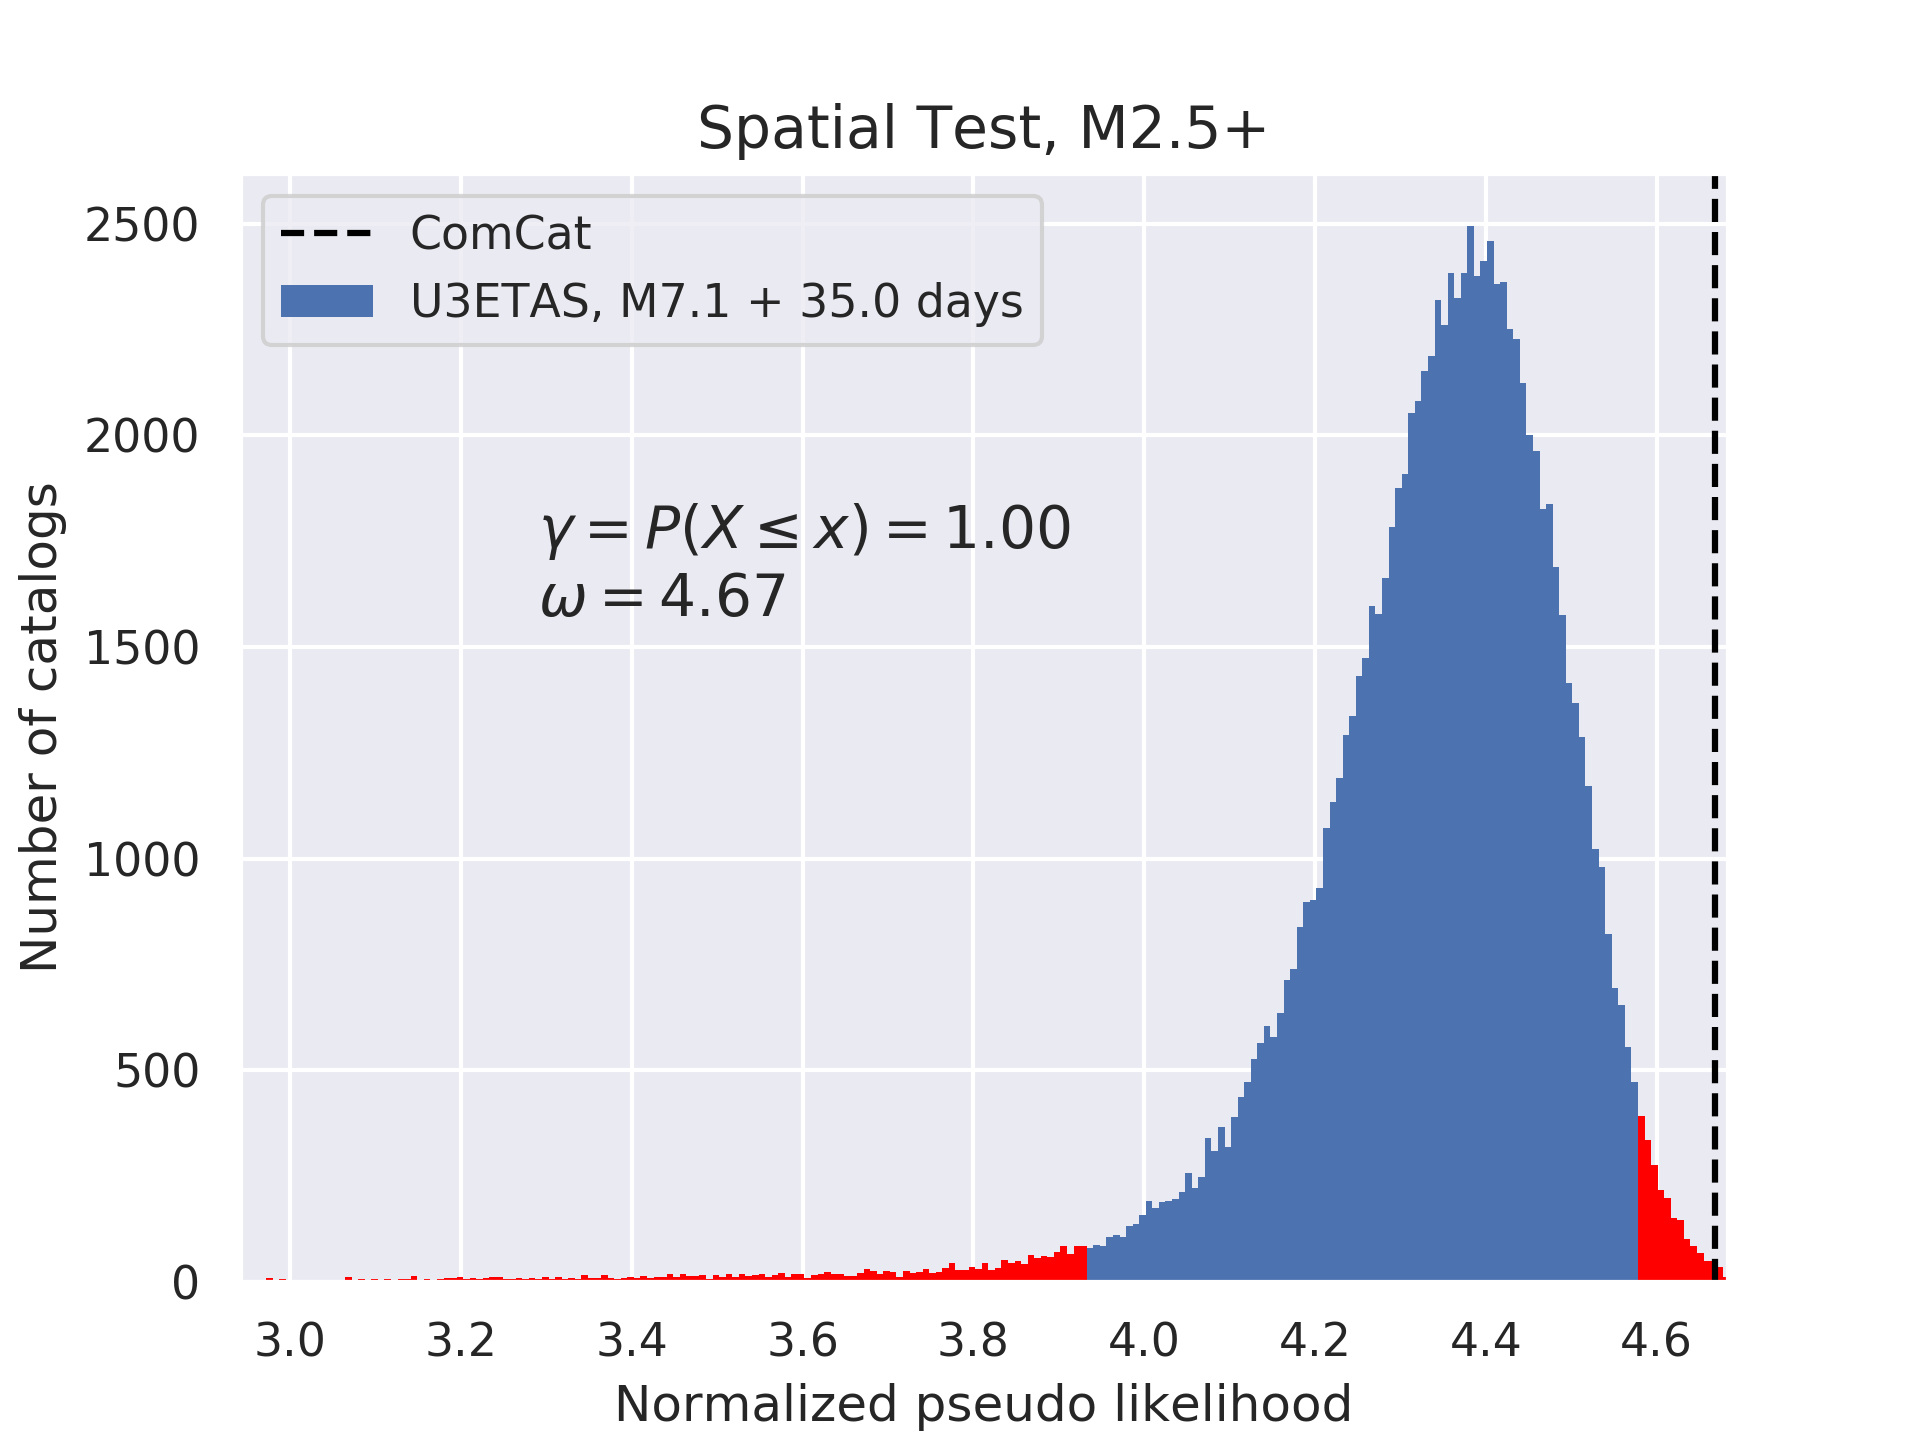 Spatial Test, M2.5+
ComCat
U3ETAS, M7.1 + 35.0 days
γ = P(X ≤ x) = 1.00
ω = 4.67
Number of catalogs
2500
2000
1500
1000
500
0
3.0 3.2 3.4 3.6 3.8 4.0 4.2 4.4 4.6
Normalized pseudo likelihood